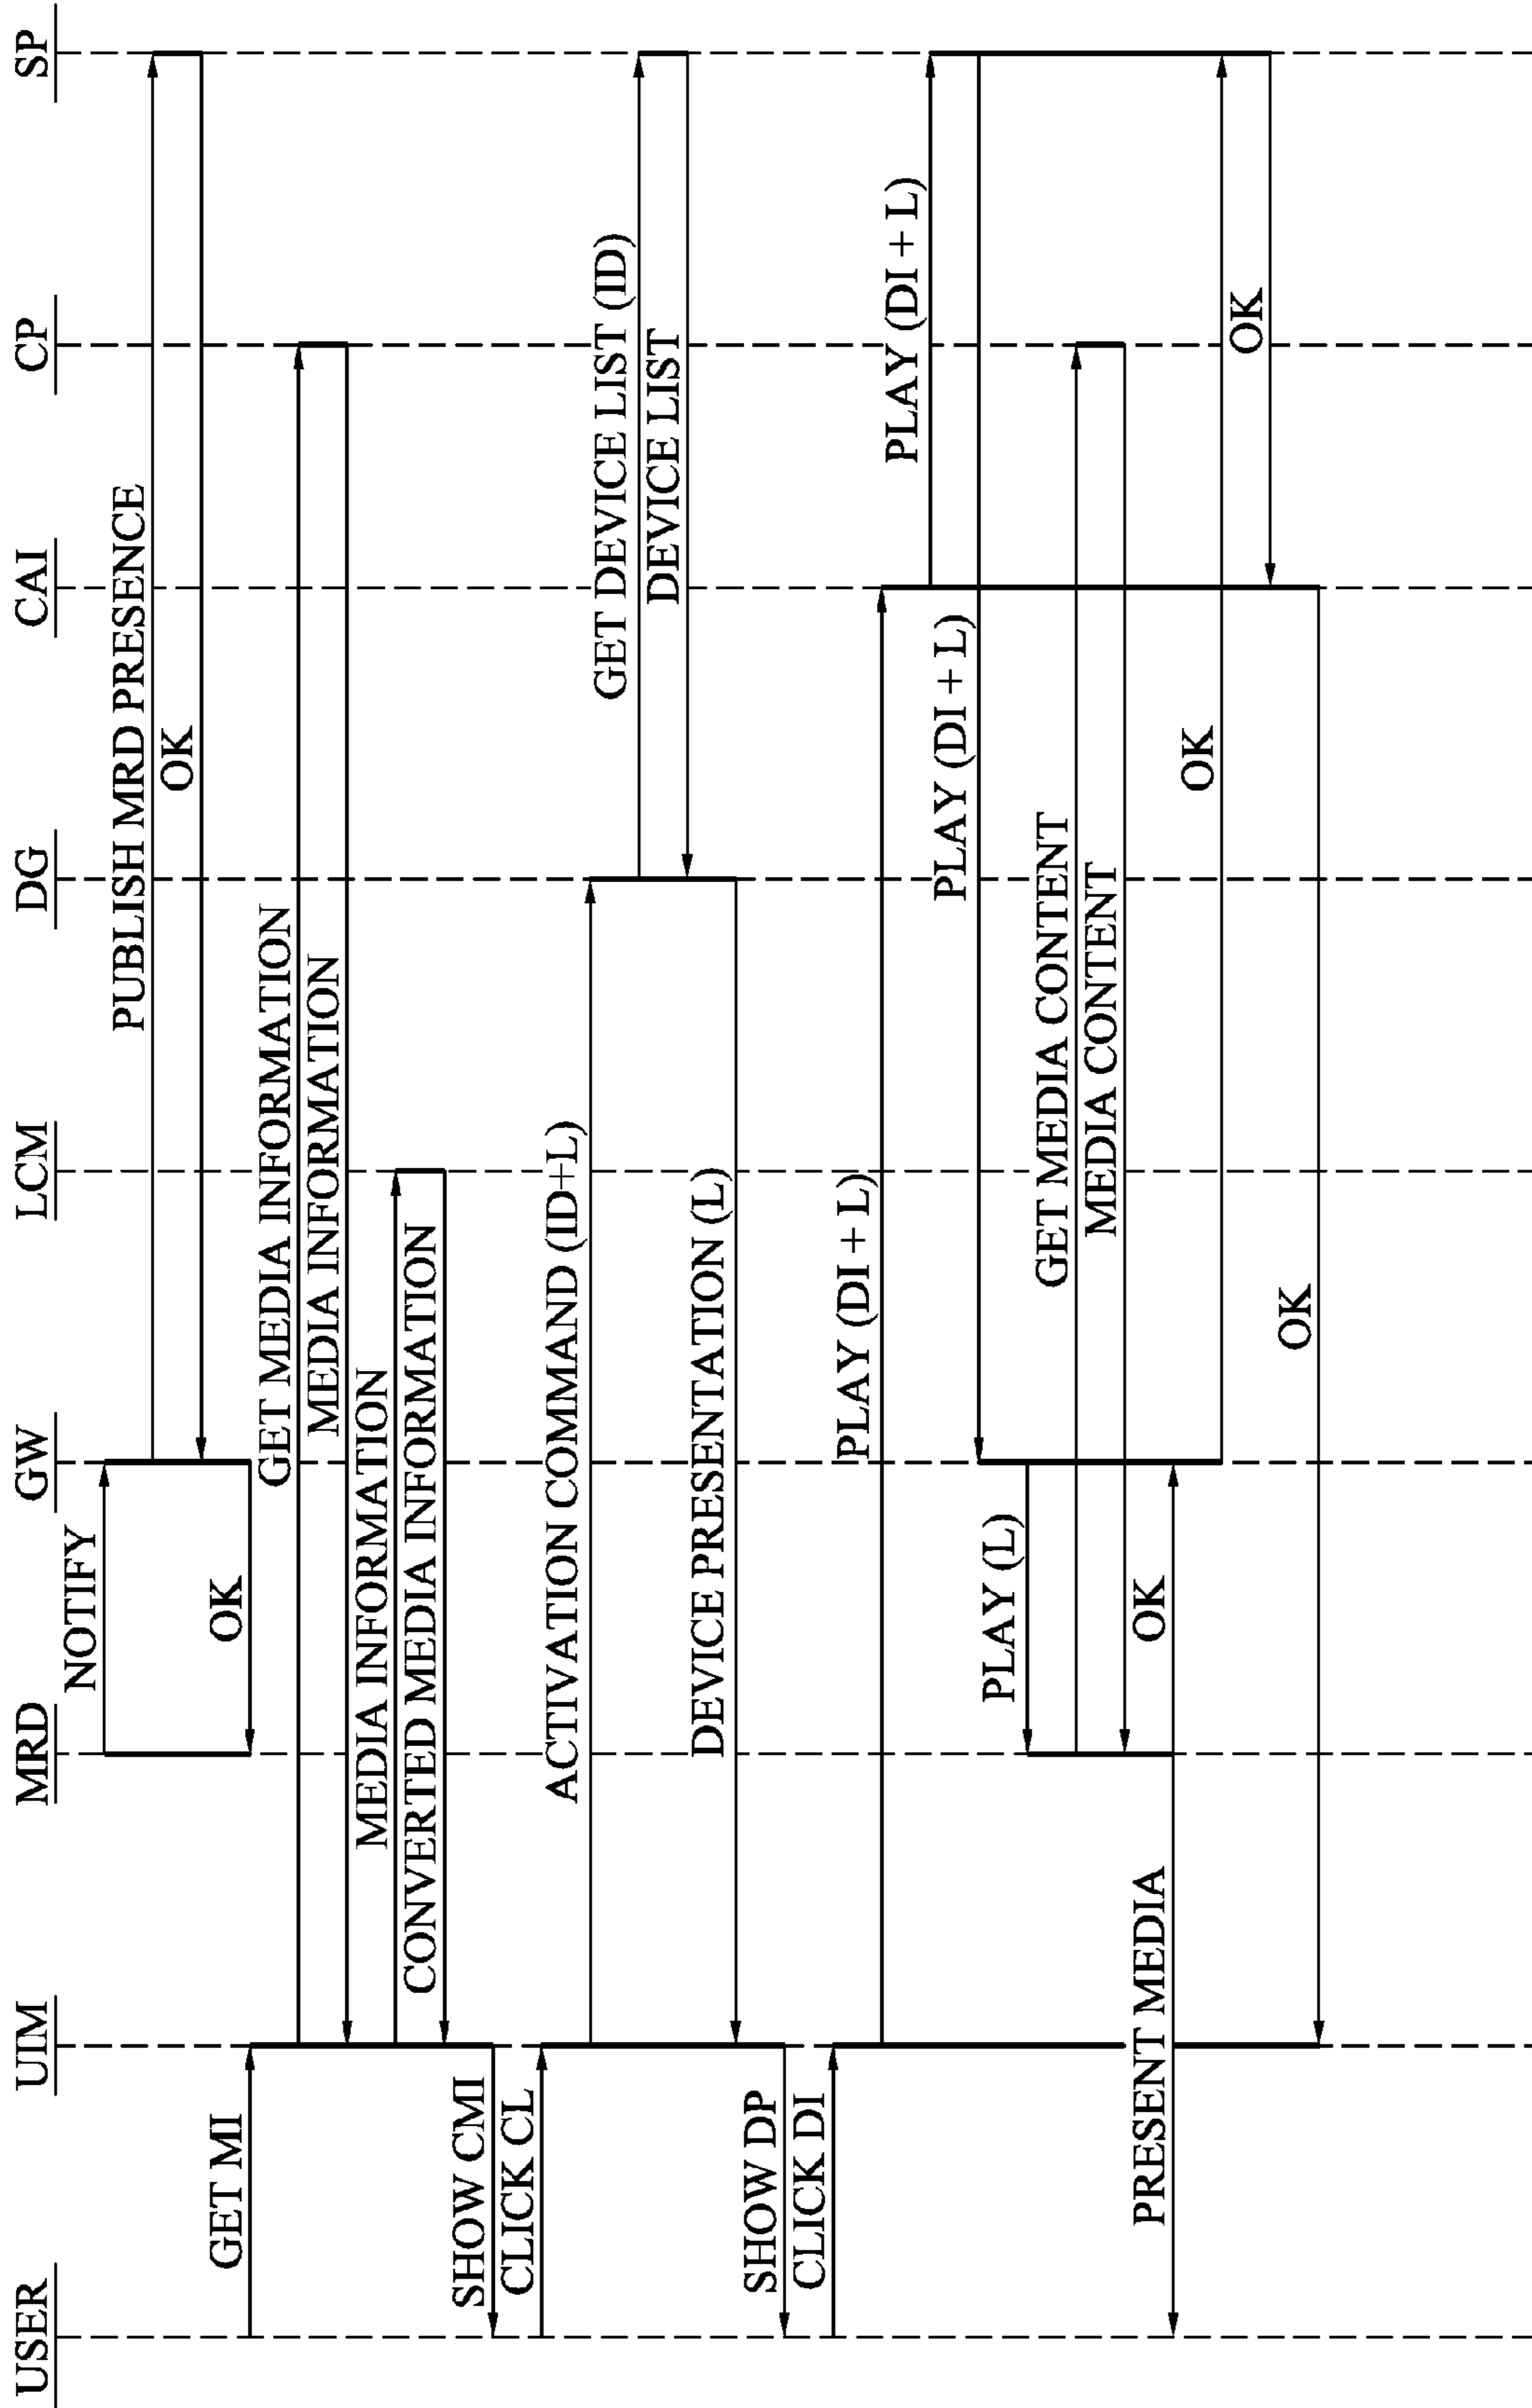 USER
UIM
MRD
GW
LCM
DG
CAI
CP
SP
NOTIFY
PUBLISH MRD PRESENCE
OK
GET MI
OK
GET MEDIA INFORMATION
MEDIA INFORMATION
MEDIA INFORMATION
CONVERTED MEDIA INFORMATION
SHOW CMI
CLICK CL
ACTIVATION COMMAND (ID+L)
GET DEVICE LIST (ID)
DEVICE LIST
DEVICE PRESENTATION (L)
SHOW DP
CLICK DI
PLAY (DI + L)
PLAY (DI + L)
PLAY (DI + L)
PLAY (L)
GET MEDIA CONTENT
MEDIA CONTENT
PRESENT MEDIA
OK
OK
OK
OK